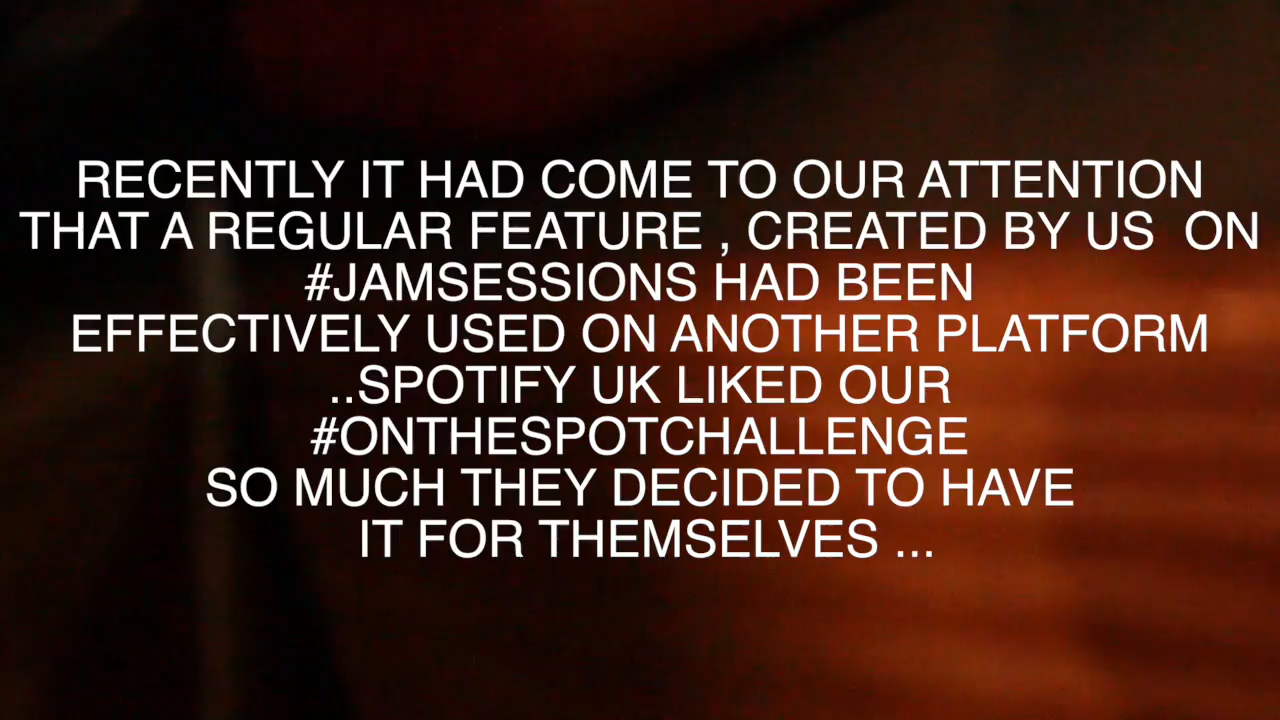 RECENTLY IT HAD COME TO OUR ATTENTION
THAT A REGULAR FEATURE , CREATED BY US  ON
#JAMSESSIONS HAD BEEN
EFFECTIVELY USED ON ANOTHER PLATFORM
..SPOTIFY UK LIKED OUR
#ONTHESPOTCHALLENGE
SO MUCH THEY DECIDED TO HAVE
IT FOR THEMSELVES ...